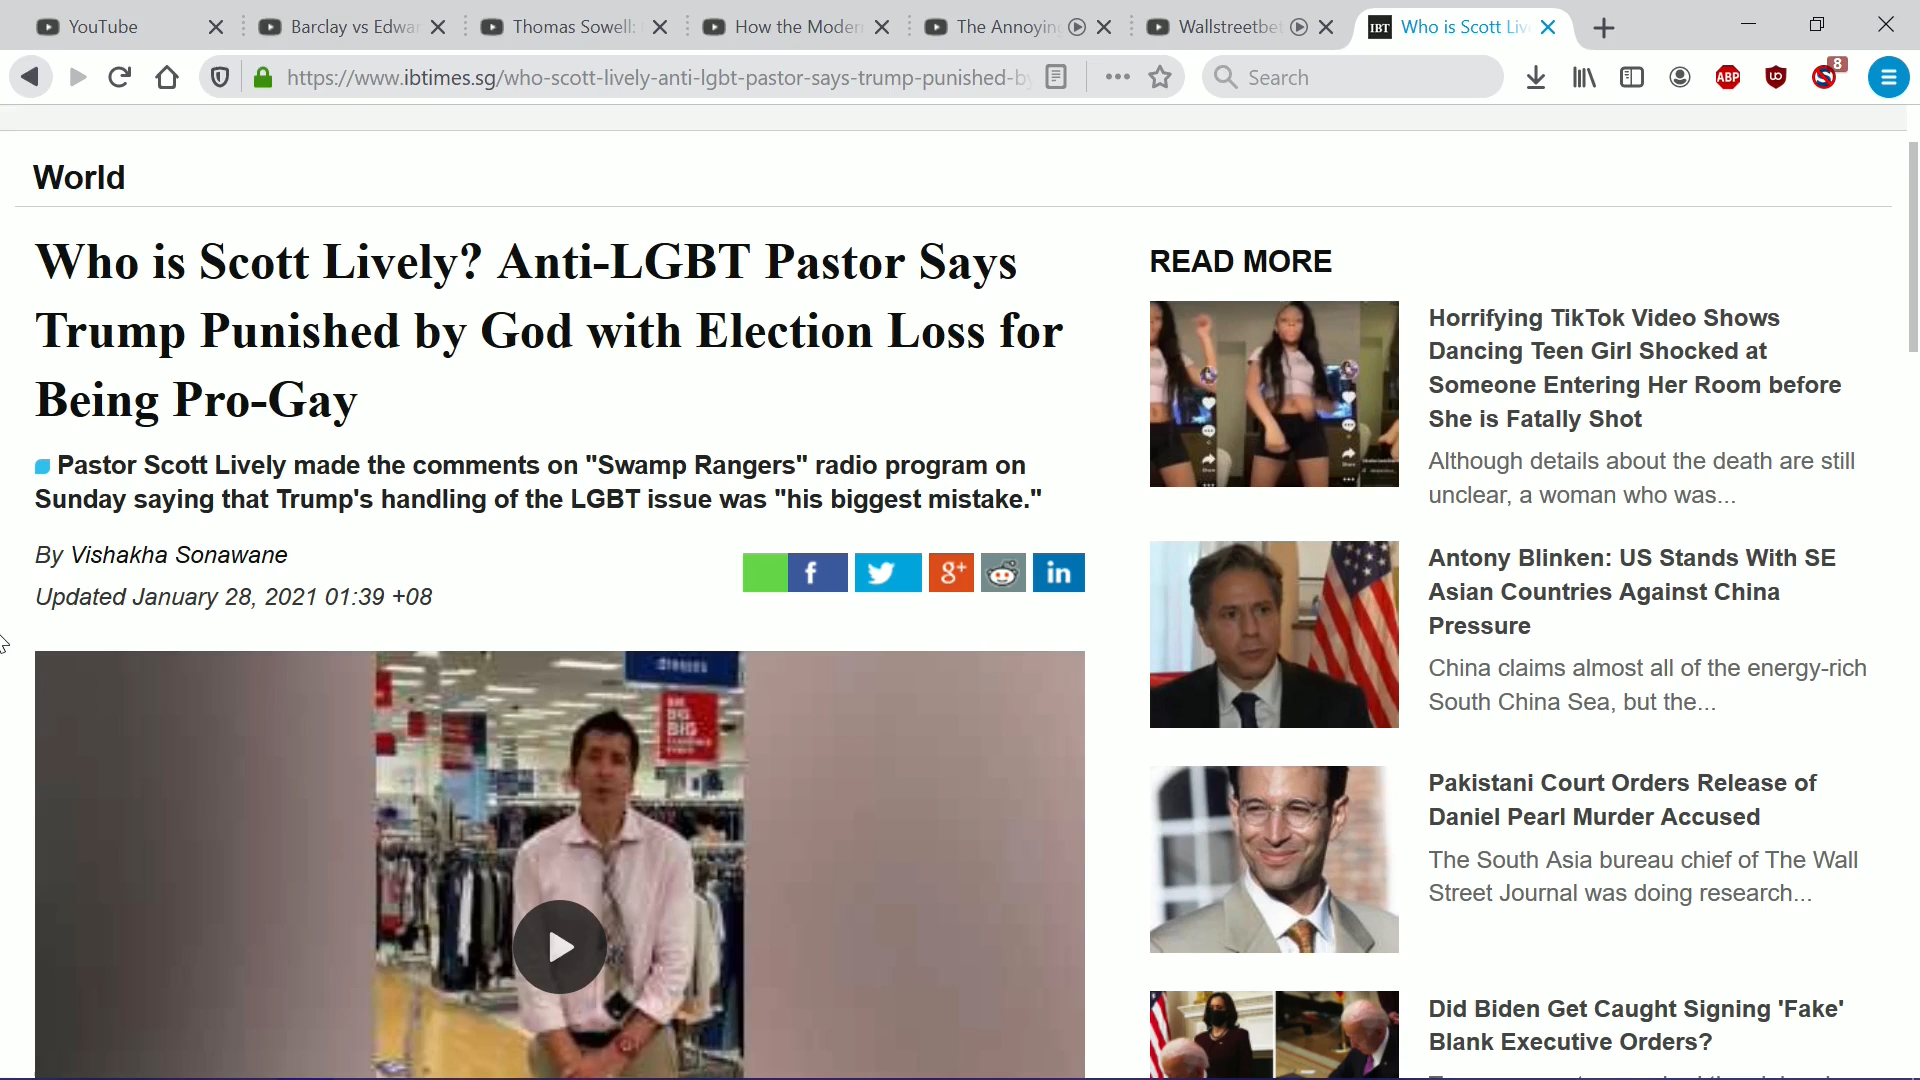 YouTube
Barclay vs Edwar
Thomas Sowell:
How the Moder
The Annoying
Wallstreetbet
IBT Who is Scott Liv
https://www.ibtimes.sg/who-scott-lively-anti-lgbt-pastor-says-trump-punished-by
Search
ABP
8
World
Who is Scott Lively? Anti-LGBT Pastor Says
Trump Punished by God with Election Loss for
Being Pro-Gay
Pastor Scott Lively made the comments on "Swamp Rangers" radio program on
Sunday saying that Trump's handling of the LGBT issue was "his biggest mistake."
By Vishakha Sonawane
Updated January 28, 2021 01:39 +08
f
g+
in
BIG
BIG
READ MORE
Horrifying TikTok Video Shows
Dancing Teen Girl Shocked at
Someone Entering Her Room before
She is Fatally Shot
Although details about the death are still
unclear, a woman who was...
Antony Blinken: US Stands With SE
Asian Countries Against China
Pressure
China claims almost all of the energy-rich
South China Sea, but the...
Pakistani Court Orders Release of
Daniel Pearl Murder Accused
The South Asia bureau chief of The Wall
Street Journal was doing research...
Did Biden Get Caught Signing 'Fake'
Blank Executive Orders?